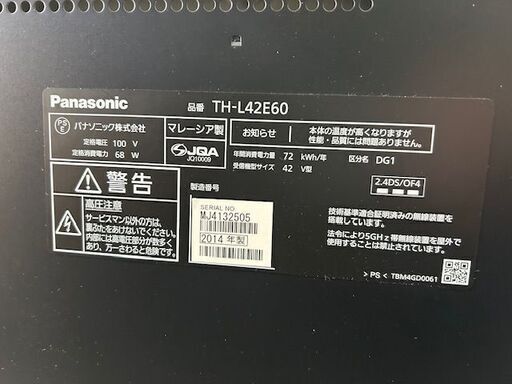 Panasonic
品番 TH-L42E60
PS E
パナソニック株式会社
定格電圧 100 V
定格消費電力 68 W
マレーシア製
JQA
JQ10009
お知らせ
本体の温度が高くなりますが
性能・品質には問題ありません。
年間消費電力量 72 kWh/年
区分名 DG1
受信機型サイズ 42 V型
2.4DS/OF4
警告
高圧注意
サービスマン以外の方は、
裏ぶたをあけないでください。
内部には高電圧部分が数多く
あり、万一さわると危険です。
製造番号
SERIAL NO.
MJ4132505
2014 年製
技術基準適合証明済みの無線装置を
搭載しています。
法令により5GHz帯無線装置を屋外で
使用することは禁止されています。
> PS < TBM4GD0061